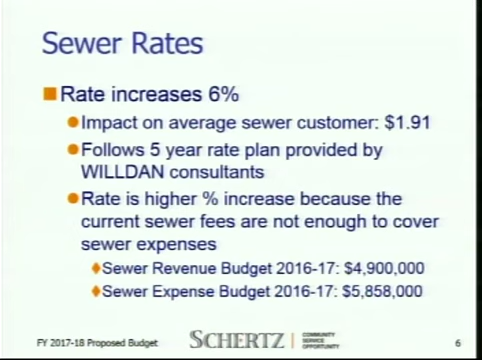 Sewer Rates
Rate increases 6%
Impact on average sewer customer: $1.91
Follows 5 year rate plan provided by
WILLDAN consultants
Rate is higher % increase because the
current sewer fees are not enough to cover
sewer expenses
Sewer Revenue Budget 2016-17: $4,900,000
Sewer Expense Budget 2016-17: $5,858,000
FY 2017-18 Proposed Budget
SCHERTZ
COMMUNITY
SERVICE
OPPORTUNITY
6